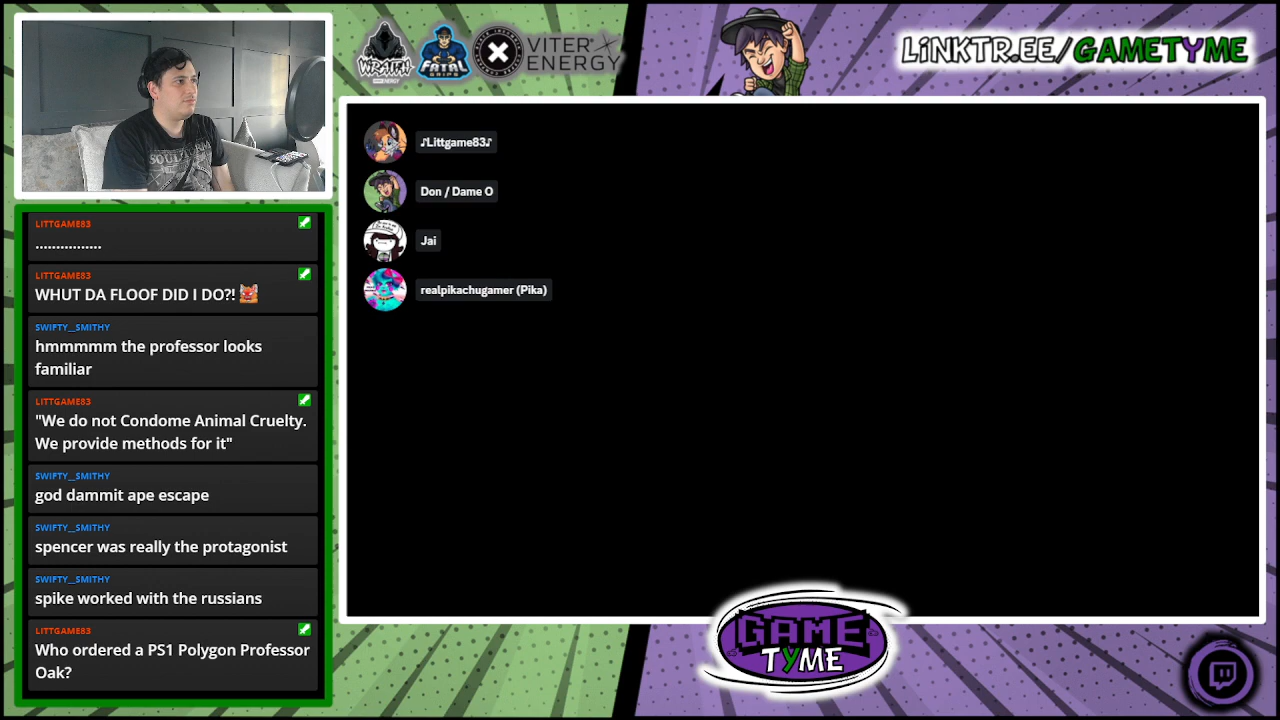 WRAITH
FATAL
GRIPS
VITER
ENERGY
LINKTR.EE/GAMETYME
♪Littgame83♪
Don / Dame O
Jai
realpikachugamer (Pika)
LITTGAME83
................
LITTGAME83
WHUT DA FLOOF DID I DO?!
SWIFTY__SMITHY
hmmmmm the professor looks
familiar
LITTGAME83
"We do not Condome Animal Cruelty.
We provide methods for it"
SWIFTY__SMITHY
god dammit ape escape
SWIFTY__SMITHY
spencer was really the protagonist
SWIFTY__SMITHY
spike worked with the russians
LITTGAME83
Who ordered a PS1 Polygon Professor
Oak?
GAME
TYME